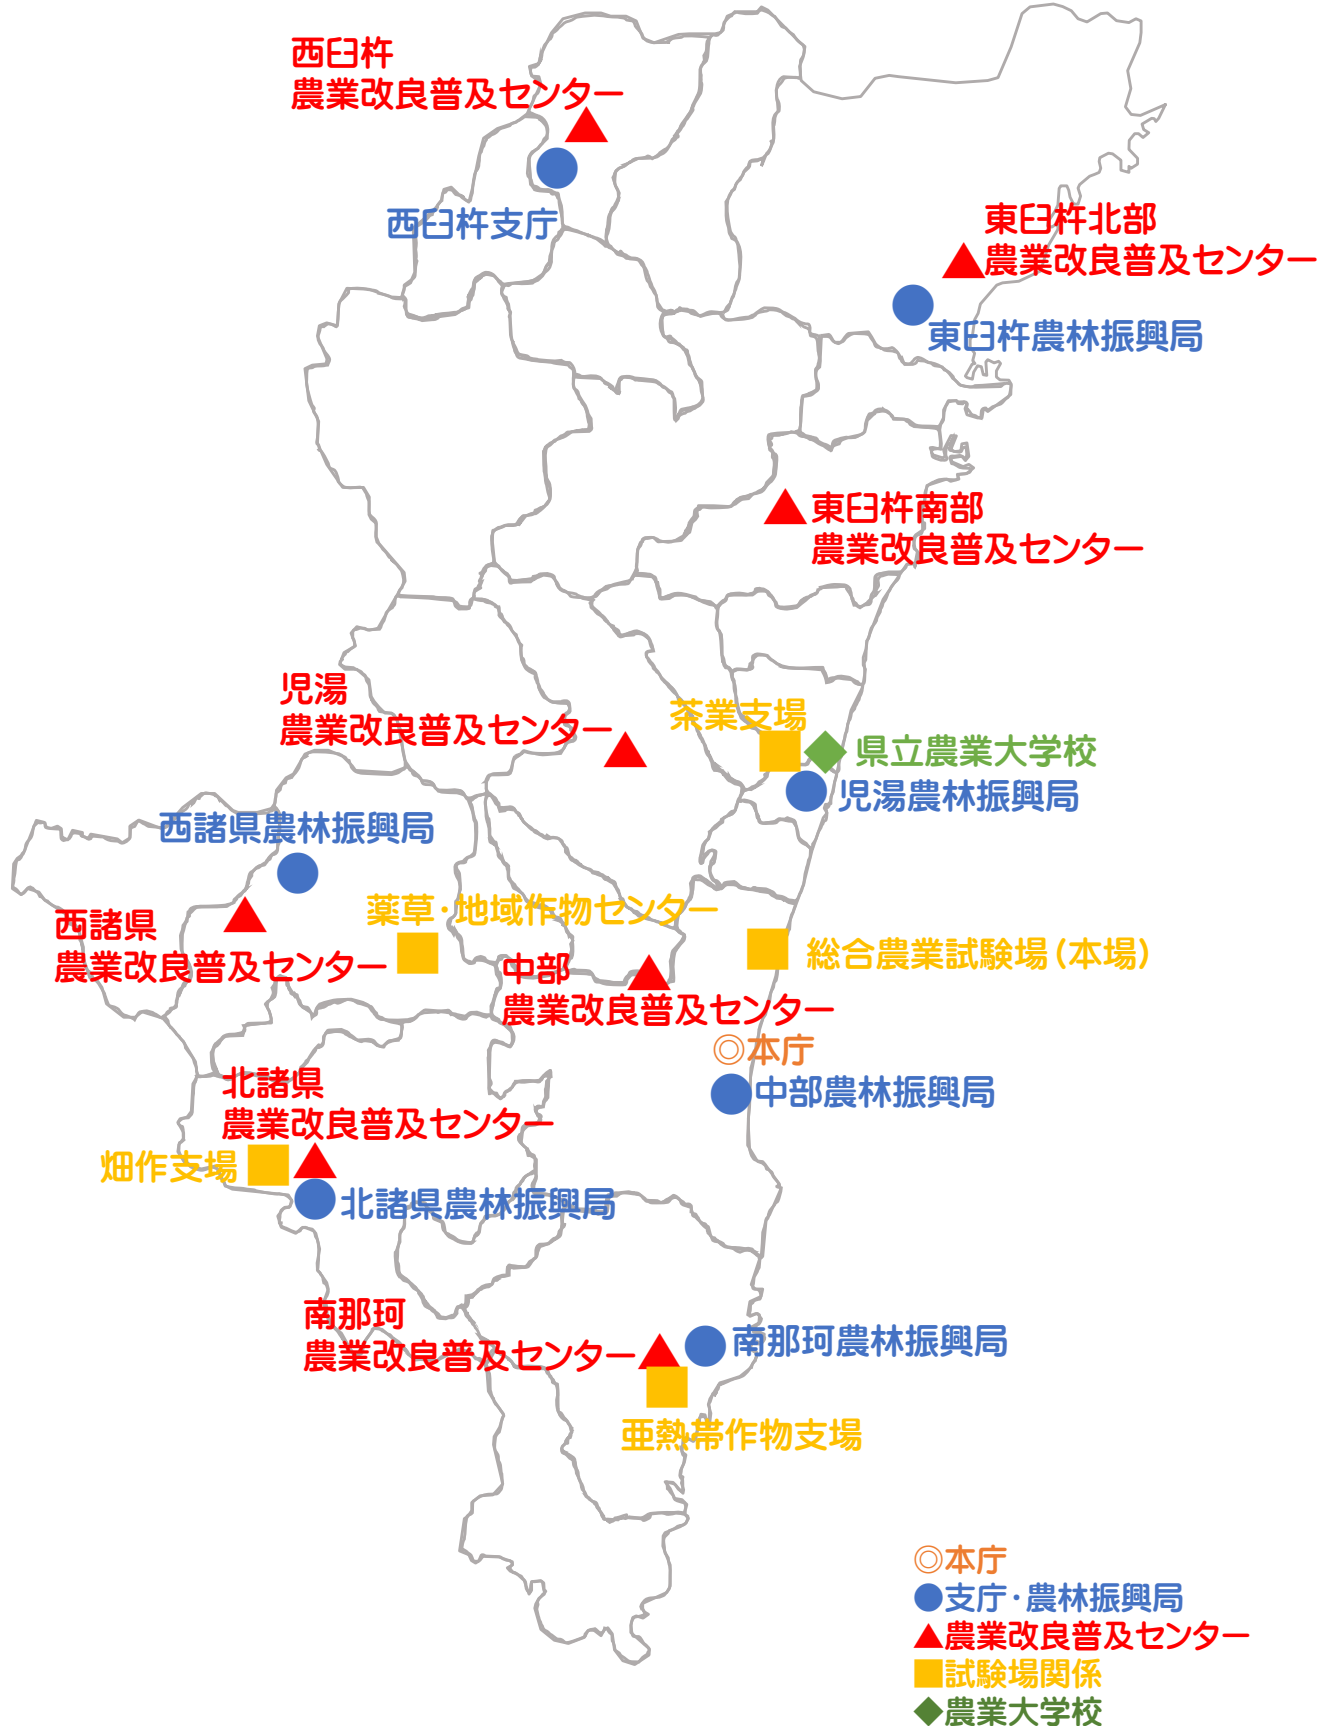 西臼杵
農業改良普及センター
西臼杵支庁
東臼杵北部
農業改良普及センター
東臼杵農林振興局
東臼杵南部
農業改良普及センター
児湯
農業改良普及センター
茶業支場
県立農業大学校
児湯農林振興局
西諸県農林振興局
西諸県
農業改良普及センター
薬草・地域作物センター
総合農業試験場(本場)
中部
農業改良普及センター
◎本庁
中部農林振興局
北諸県
農業改良普及センター
畑作支場
北諸県農林振興局
南那珂
農業改良普及センター
南那珂農林振興局
亜熱帯作物支場
◎本庁
●支庁・農林振興局
▲農業改良普及センター
■試験場関係
◆農業大学校